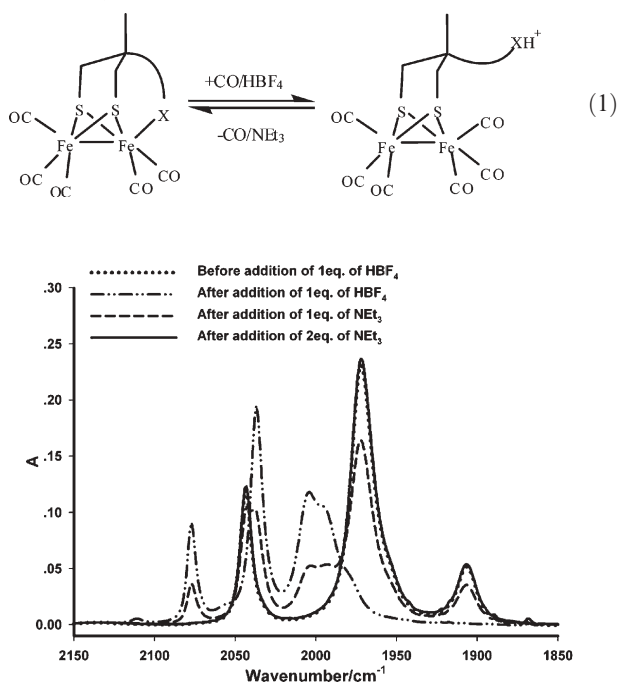 XH+
+CO/HBF4
S S X
S S
(1)
OC
CO
-CO/NEt3
Fe Fe
Fe Fe
OC OC CO CO
OC OC CO CO
Before addition of 1eq. of HBF4
After addition of 1eq. of HBF4
After addition of 1eq. of NEt3
After addition of 2eq. of NEt3
.30
.25
.20
.15
.10
.05
0.00
A
2150 2100 2050 2000 1950 1900 1850
Wavenumber/cm-1